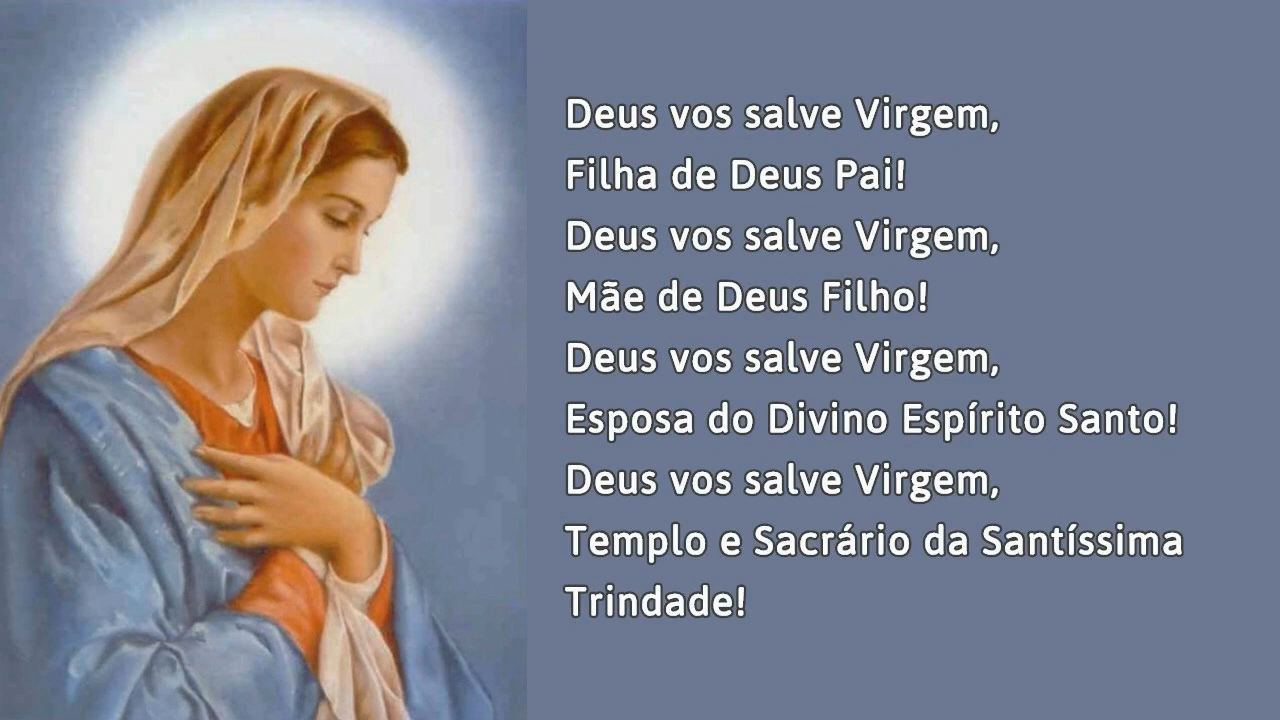 Deus vos salve Virgem,
Filha de Deus Pai!
Deus vos salve Virgem,
Mãe de Deus Filho!
Deus vos salve Virgem,
Esposa do Divino Espírito Santo!
Deus vos salve Virgem,
Templo e Sacrário da Santíssima
Trindade!